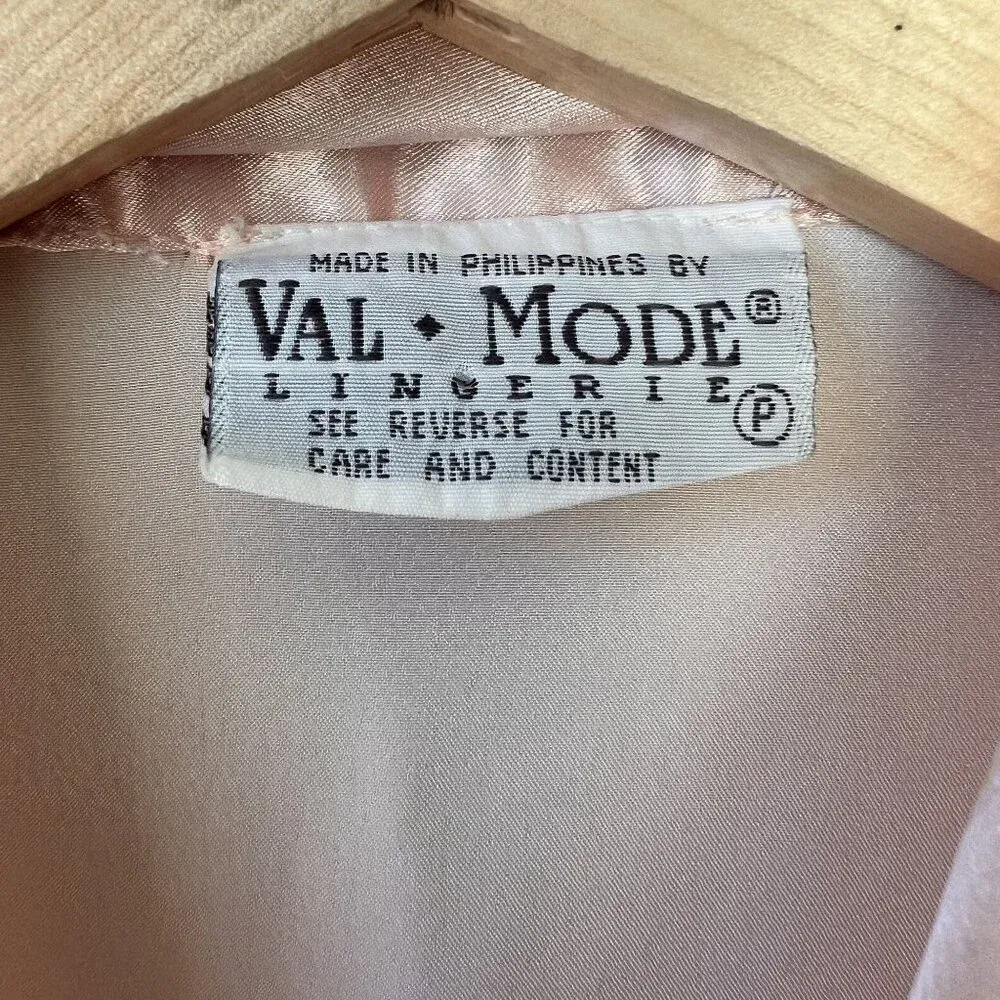 MADE IN PHILIPPINES BY
VAL ◆ MODE®
LINGERIE
Ⓟ
SEE REVERSE FOR
CARE AND CONTENT